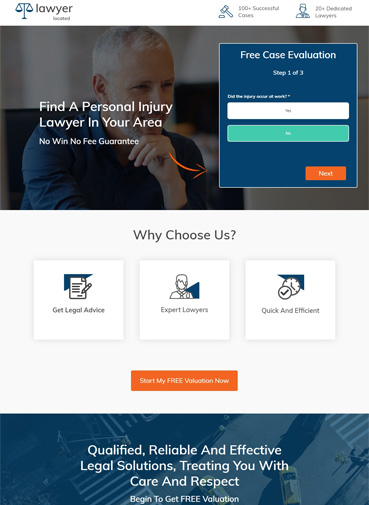 lawyer
located
100+ Successful
Cases
20+ Dedicated
Lawyers
Find A Personal Injury
Lawyer In Your Area
No Win No Fee Guarantee
Free Case Evaluation
Step 1 of 3
Did the injury occur at work? *
Yes
No
Next
Why Choose Us?
Get Legal Advice
Expert Lawyers
Quick And Efficient
Start My FREE Valuation Now
Qualified, Reliable And Effective
Legal Solutions, Treating You With
Care And Respect
Begin To Get FREE Valuation